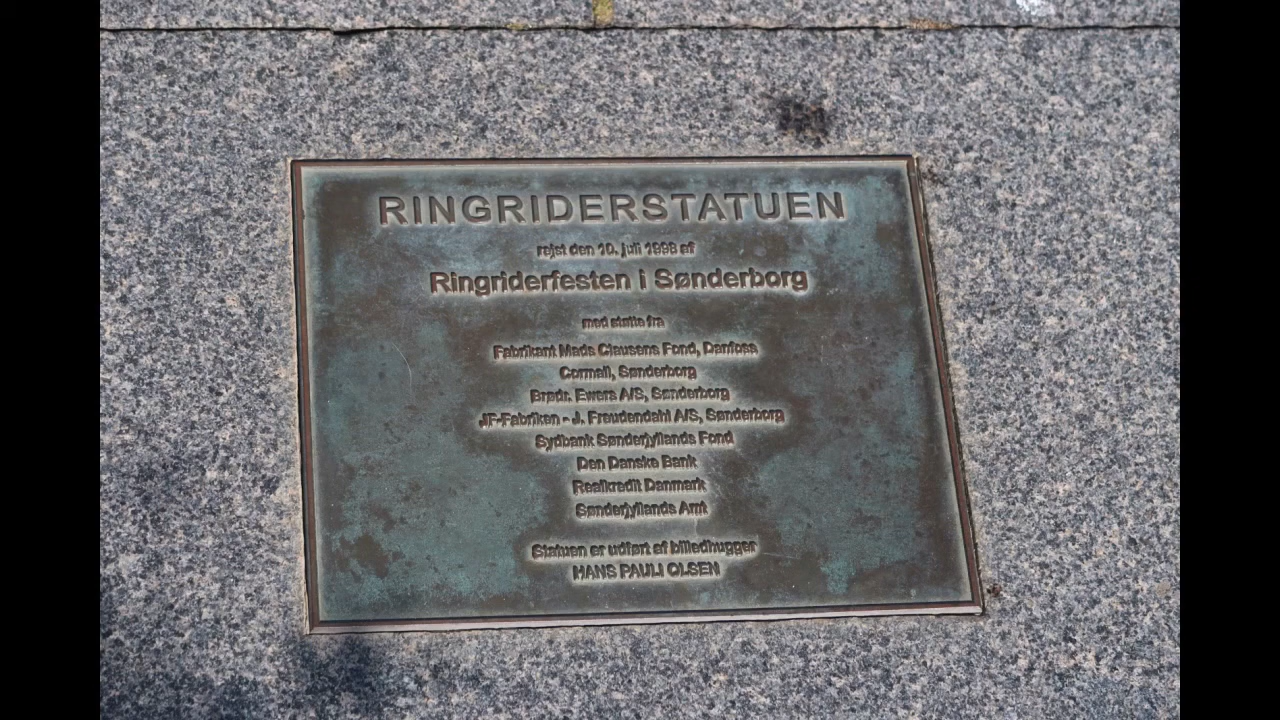 RINGRIDERSTATUEN
rejst den 10. juli 1998 af
Ringriderfesten i Sønderborg
med støtte fra
Fabrikant Mads Clausens Fond, Danfoss
Cormall, Sønderborg
Brødr. Ewers A/S, Sønderborg
JF-Fabriken - J. Freudendahl A/S, Sønderborg
Sydbank Sønderjyllands Fond
Den Danske Bank
Realkredit Danmark
Sønderjyllands Amt
Statuen er udført af billedhugger
HANS PAULI OLSEN